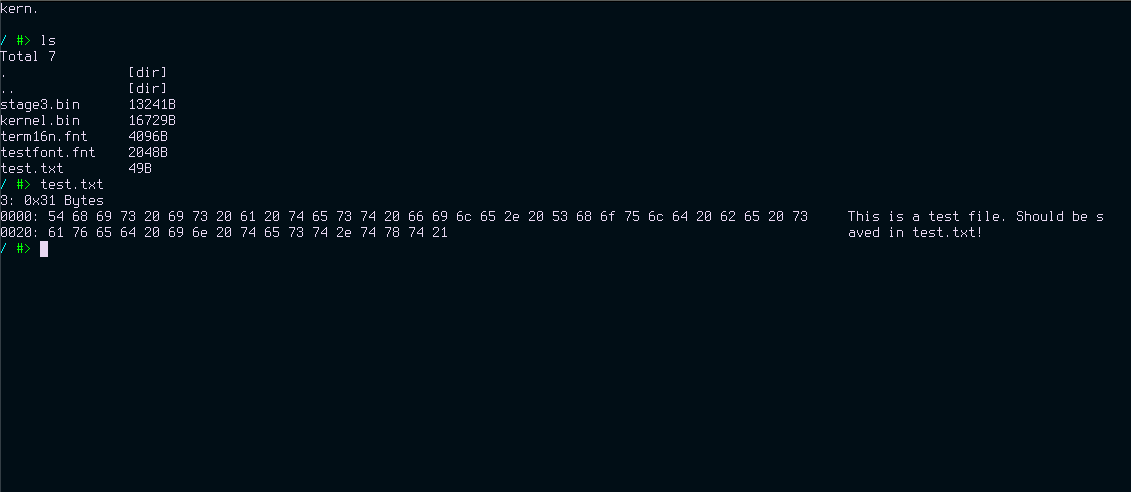 kern.
/ #> ls
Total 7
. [dir]
.. [dir]
stage3.bin 13241B
kernel.bin 16729B
term16n.fnt 4096B
testfont.fnt 2048B
test.txt 49B
/ #> test.txt
3: 0x31 Bytes
0000: 54 68 69 73 20 69 73 20 61 20 74 65 73 74 20 66 69 6c 65 2e 20 53 68 6f 75 6c 64 20 62 65 20 73 This is a test file. Should be s
0020: 61 76 65 64 20 69 6e 20 74 65 73 74 2e 74 78 74 21 aved in test.txt!
/ #>